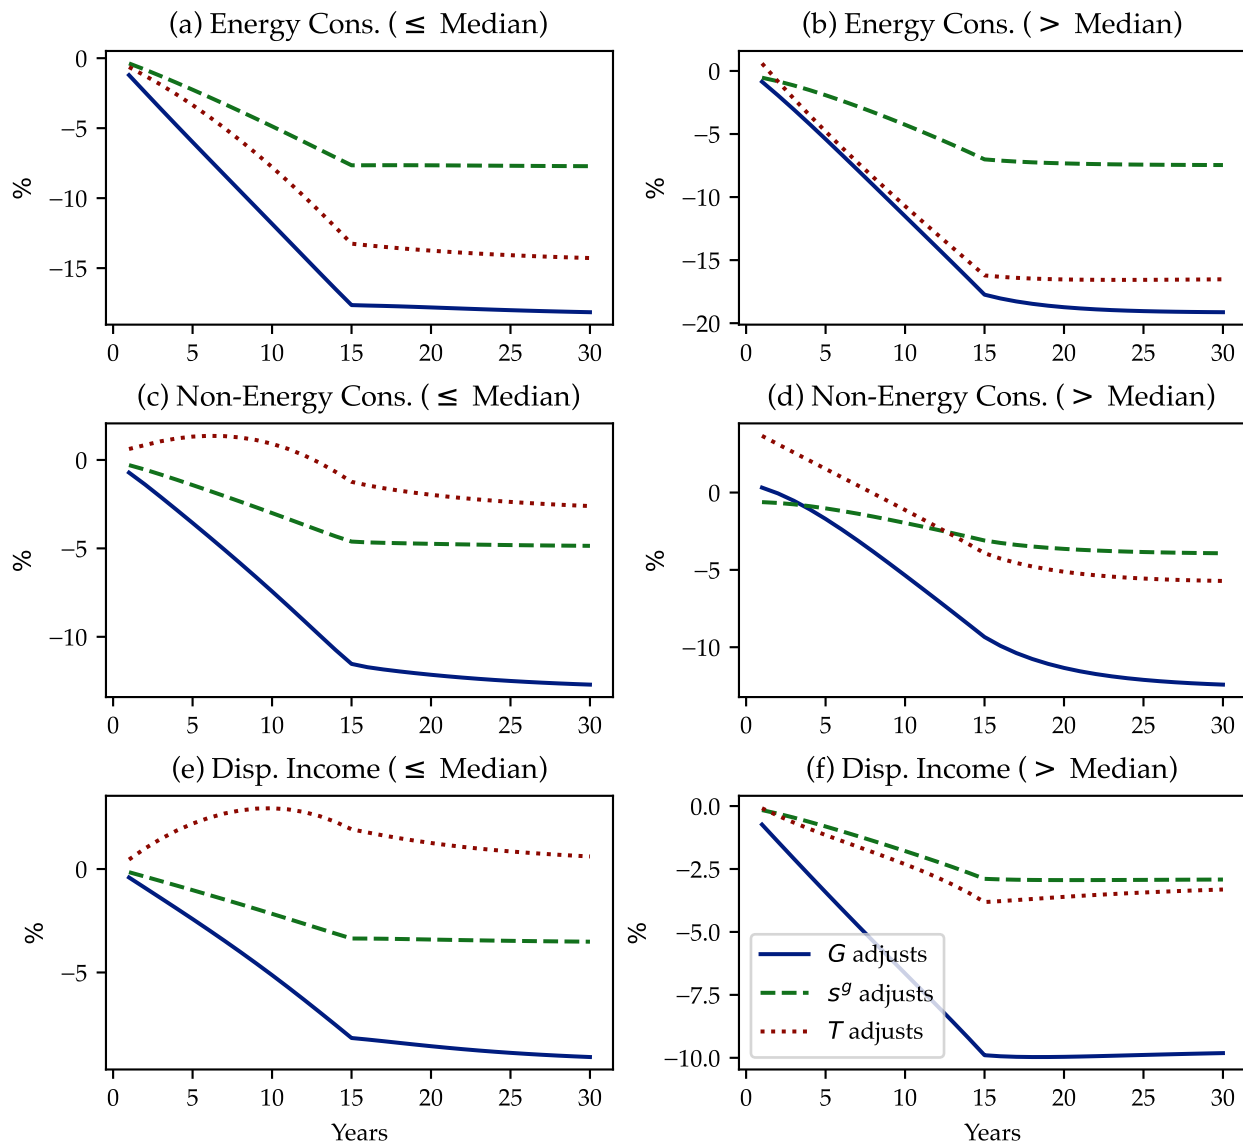 (a) Energy Cons. ( ≤ Median)
0
−5
−10
−15
%
0 5 10 15 20 25 30
(b) Energy Cons. ( > Median)
0
−5
−10
−15
−20
%
0 5 10 15 20 25 30
(c) Non-Energy Cons. ( ≤ Median)
0
−5
−10
%
0 5 10 15 20 25 30
(d) Non-Energy Cons. ( > Median)
0
−5
−10
%
0 5 10 15 20 25 30
(e) Disp. Income ( ≤ Median)
0
−5
%
0 5 10 15 20 25 30
Years
(f) Disp. Income ( > Median)
0.0
−2.5
−5.0
−7.5
−10.0
%
G adjusts
s^g adjusts
T adjusts
0 5 10 15 20 25 30
Years